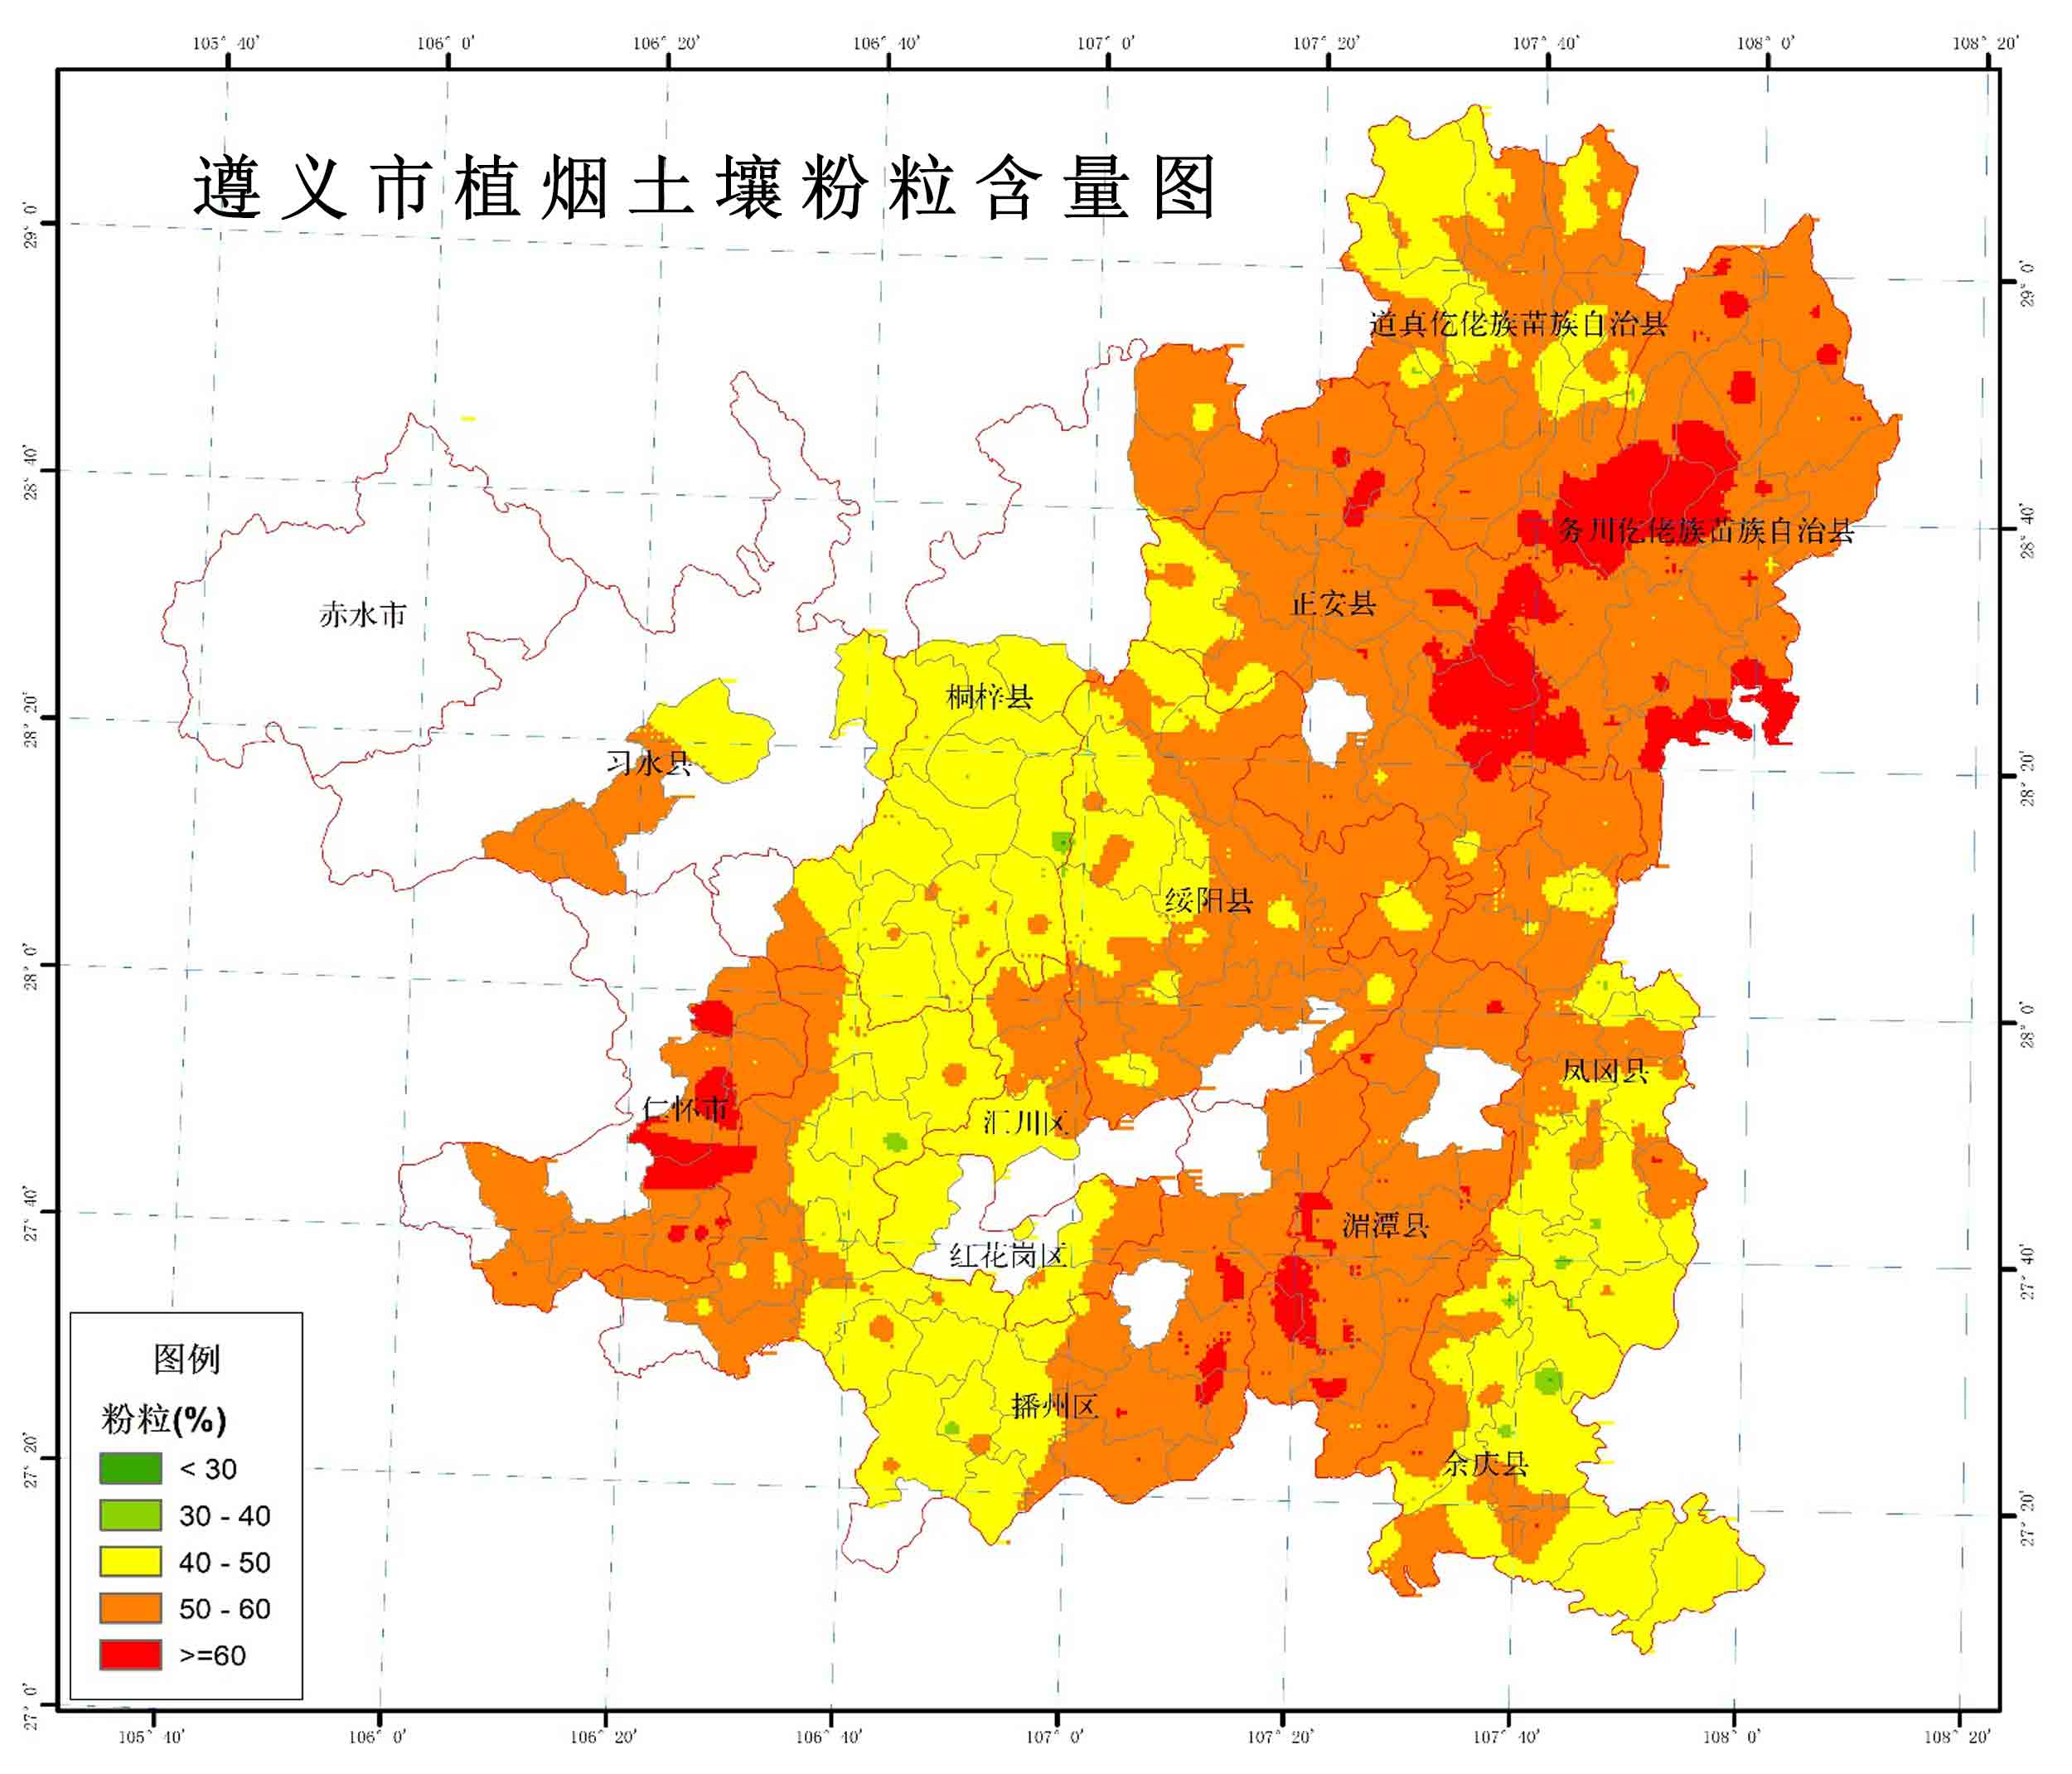 105° 40' 106° 0' 106° 20' 106° 40' 107° 0' 107° 20' 107° 40' 108° 0' 108° 20'
遵义市植烟土壤粉粒含量图
29° 0'
29° 0'
道真仡佬族苗族自治县
28° 40'
28° 40'
务川仡佬族苗族自治县
赤水市
正安县
桐梓县
28° 20'
28° 20'
习水县
绥阳县
28° 0'
28° 0'
凤冈县
仁怀市
汇川区
27° 40'
27° 40'
湄潭县
红花岗区
图例
播州区
粉粒(%)
27° 20'
27° 20'
余庆县
< 30
30 - 40
40 - 50
50 - 60
>=60
27° 0'
105° 40' 106° 0' 106° 20' 106° 40' 107° 0' 107° 20' 107° 40' 108° 0' 108° 20'